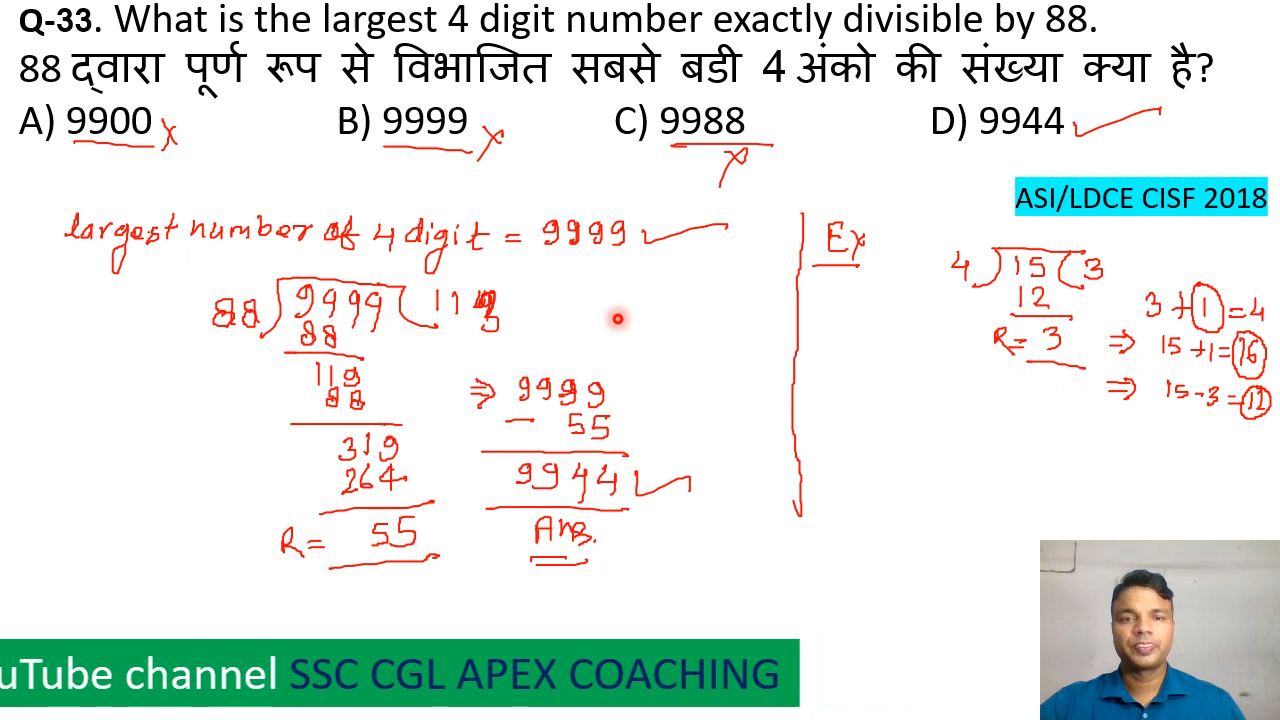 Q-33. What is the largest 4 digit number exactly divisible by 88.
88 द्वारा पूर्ण रूप से विभाजित सबसे बडी 4 अंको की संख्या क्या है?
A) 9900 x B) 9999 x C) 9988 x D) 9944
ASI/LDCE CISF 2018
largest number of 4 digit = 9999
88 ) 9999 ( 113
88
119
88
319
264
R= 55
⇒ 9999
- 55
9944
Ans.
Ex
4 ) 15 ( 3
12
R= 3
3+1=4
⇒ 15+1=16
⇒ 15-3=12
uTube channel SSC CGL APEX COACHING